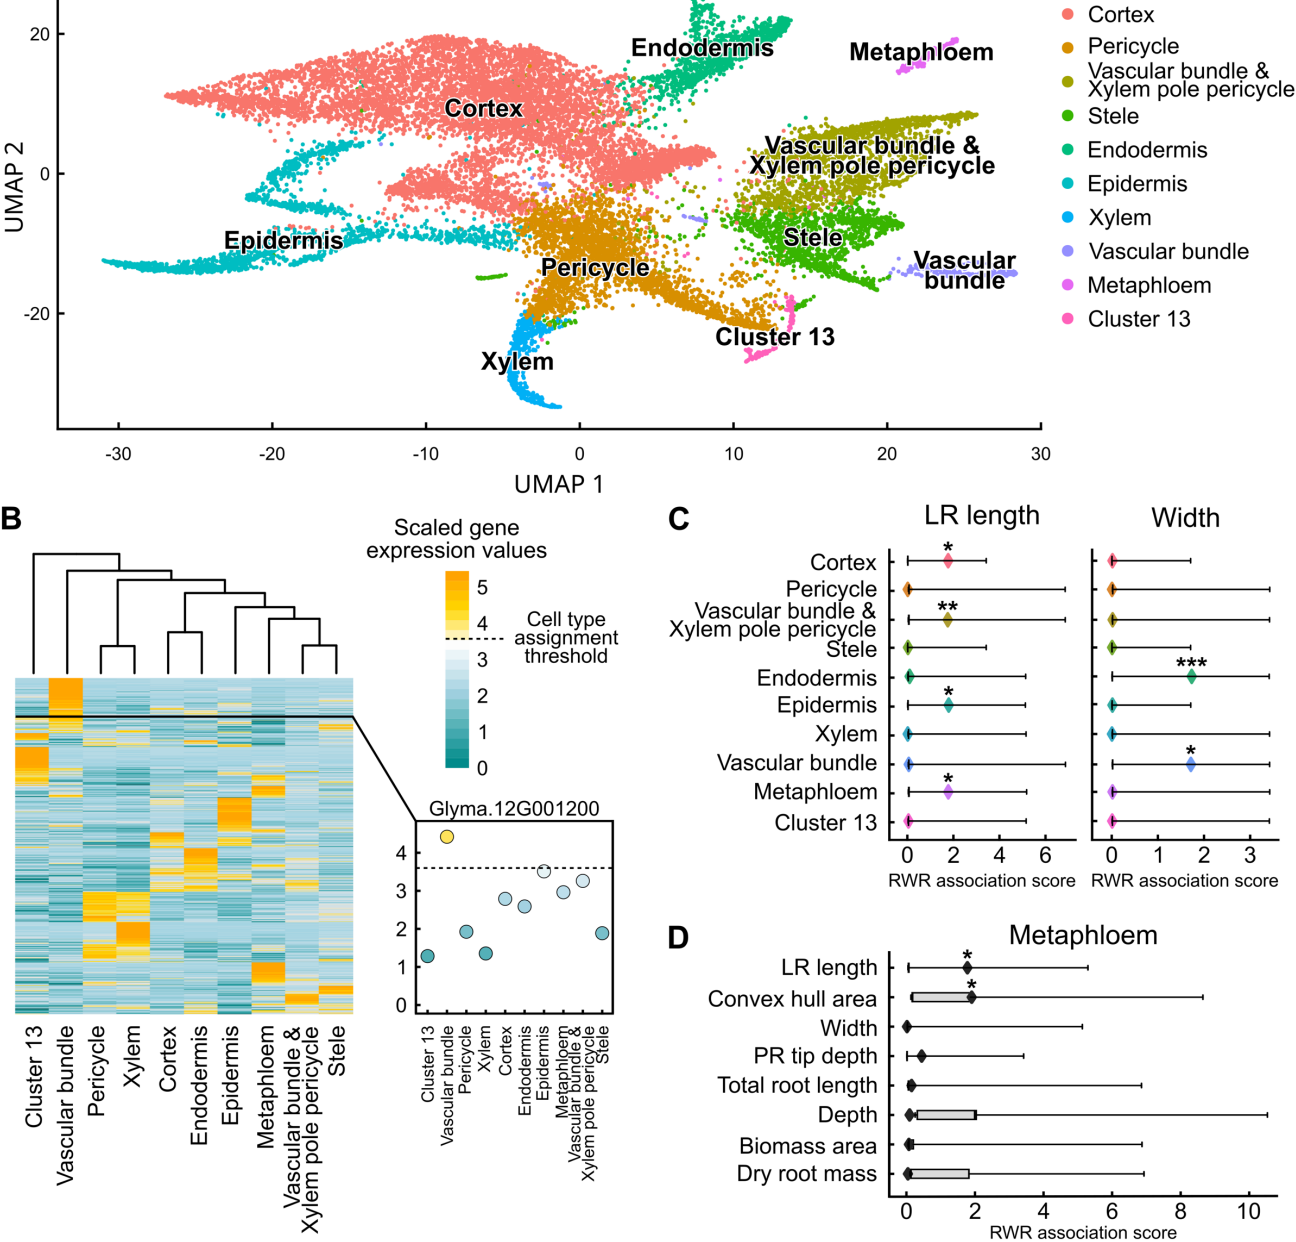 20
0
-20
UMAP 2
-30
-20
-10
0
10
20
30
UMAP 1
Endodermis
Metaphloem
Cortex
Vascular bundle &
Xylem pole pericycle
Epidermis
Stele
Pericycle
Vascular
bundle
Cluster 13
Xylem
Cortex
Pericycle
Vascular bundle &
Xylem pole pericycle
Stele
Endodermis
Epidermis
Xylem
Vascular bundle
Metaphloem
Cluster 13
B
Scaled gene
expression values
5
4
3
2
1
0
Cell type
assignment
threshold
Cluster 13
Vascular bundle
Pericycle
Xylem
Cortex
Endodermis
Epidermis
Metaphloem
Vascular bundle &
Xylem pole pericycle
Stele
Glyma.12G001200
4
3
2
1
0
Cluster 13
Vascular bundle
Pericycle
Xylem
Cortex
Endodermis
Epidermis
Metaphloem
Vascular bundle &
Xylem pole pericycle
Stele
C
LR length
Width
Cortex
*
Pericycle
Vascular bundle &
Xylem pole pericycle
**
Stele
Endodermis
***
Epidermis
*
Xylem
Vascular bundle
*
Metaphloem
*
Cluster 13
0 2 4 6
RWR association score
0 1 2 3
RWR association score
D
Metaphloem
LR length
*
Convex hull area
*
Width
PR tip depth
Total root length
Depth
Biomass area
Dry root mass
0 2 4 6 8 10
RWR association score